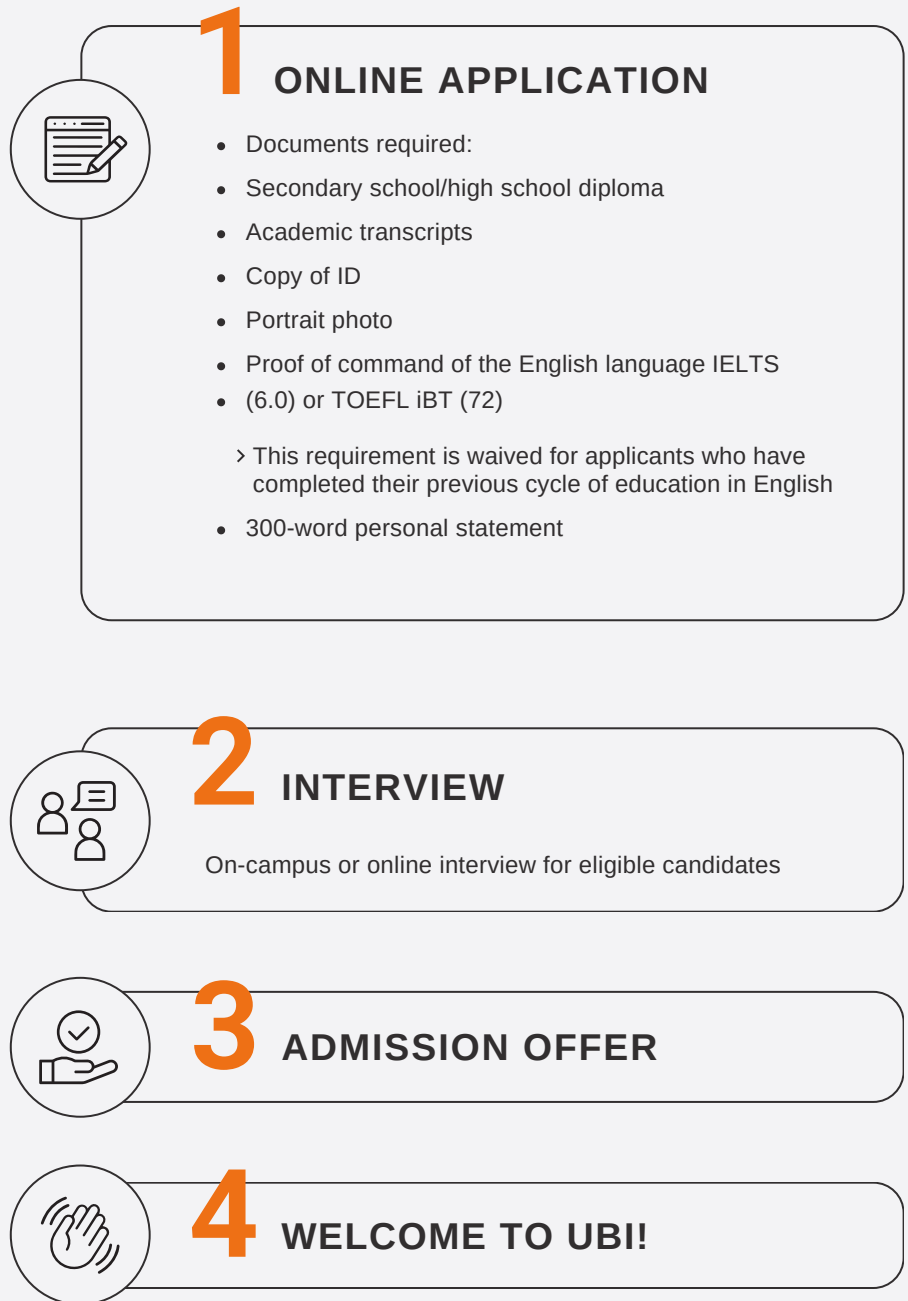 1 ONLINE APPLICATION
• Documents required:
• Secondary school/high school diploma
• Academic transcripts
• Copy of ID
• Portrait photo
• Proof of command of the English language IELTS
• (6.0) or TOEFL iBT (72)
> This requirement is waived for applicants who have
completed their previous cycle of education in English
• 300-word personal statement
2 INTERVIEW
On-campus or online interview for eligible candidates
3 ADMISSION OFFER
4 WELCOME TO UBI!